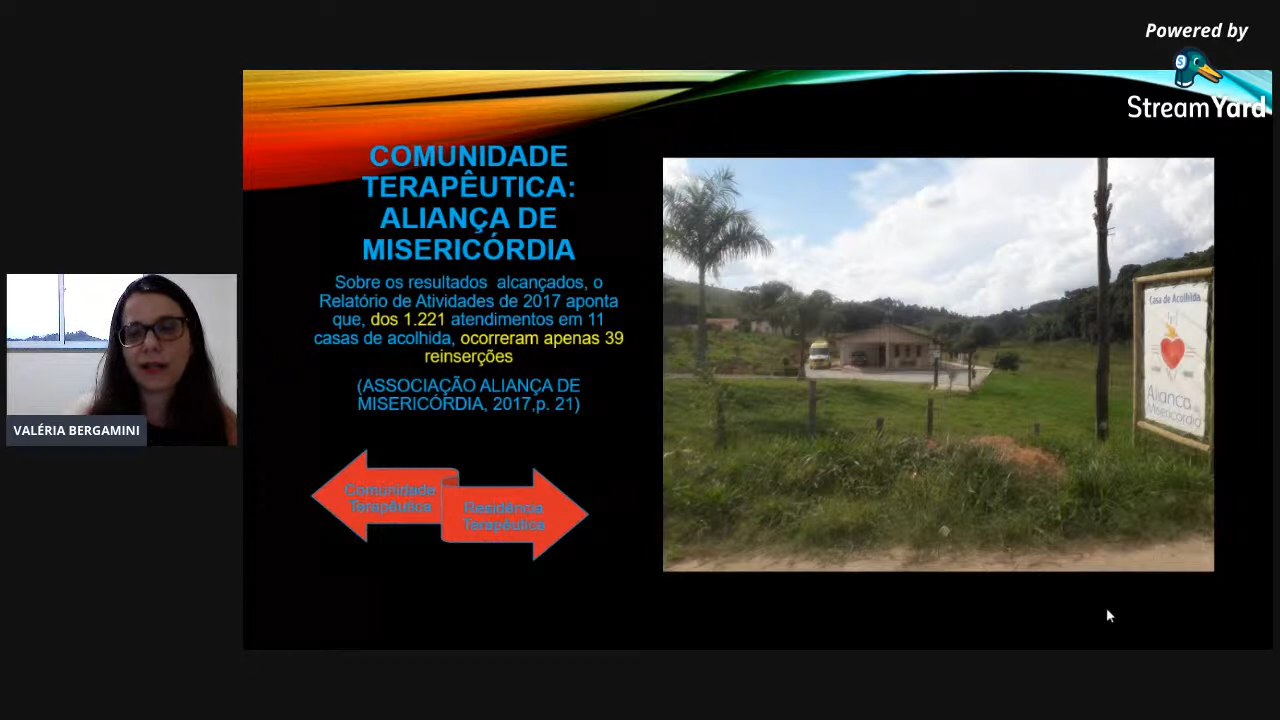 Powered by
StreamYard
COMUNIDADE
TERAPÊUTICA:
ALIANÇA DE
MISERICÓRDIA
Sobre os resultados alcançados, o
Relatório de Atividades de 2017 aponta
que, dos 1.221 atendimentos em 11
casas de acolhida, ocorreram apenas 39
reinserções
(ASSOCIAÇÃO ALIANÇA DE
MISERICÓRDIA, 2017,p. 21)
Comunidade
Terapêutica
Residência
Terapêutica
Casa de Acolhida
Aliança de
Misericórdia
VALÉRIA BERGAMINI